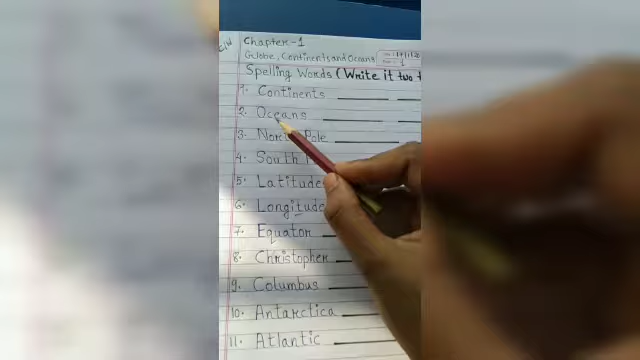 C/W
Chapter-1
Globe, Continents and Oceans
Spelling Words (Write it two
1. Continents
2. Oceans
3. North Pole
4. South
5. Latitude
6. Longitude
7. Equator
8. Christopher
9. Columbus
10. Antarctica
11. Atlantic